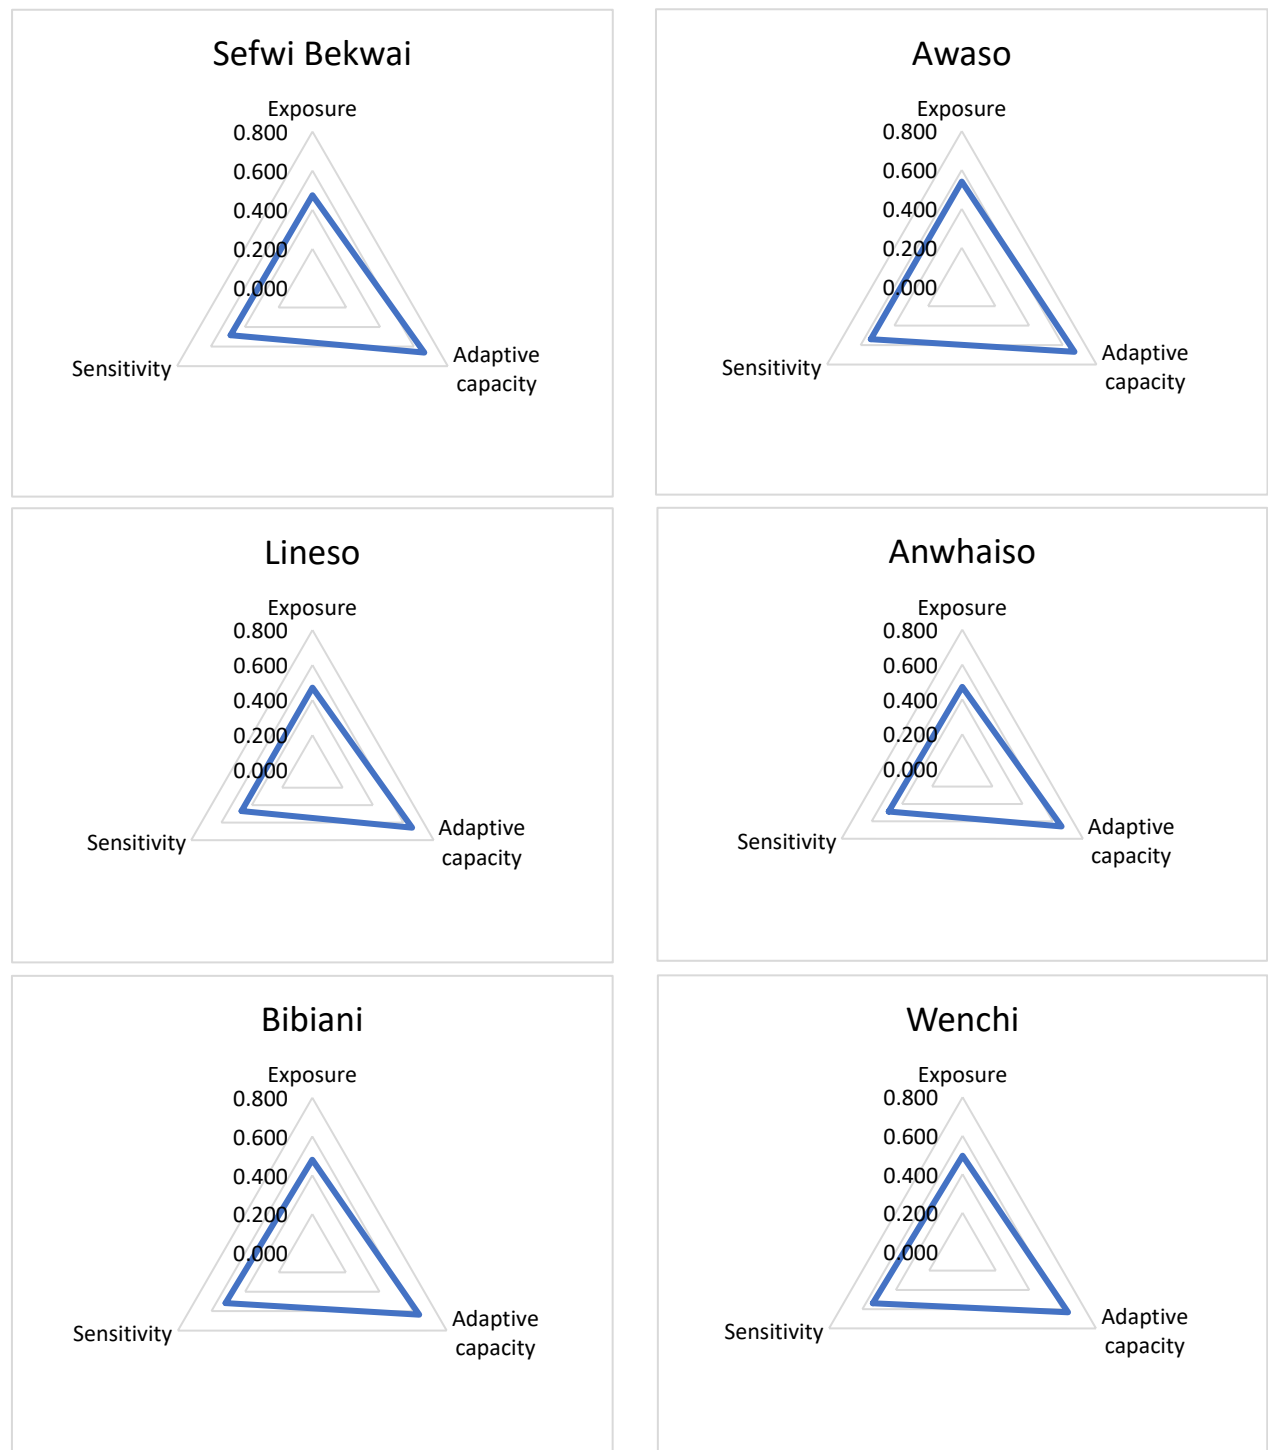 Sefwi Bekwai
Exposure
0.800
0.600
0.400
0.200
0.000
Sensitivity
Adaptive
capacity
Awaso
Exposure
0.800
0.600
0.400
0.200
0.000
Sensitivity
Adaptive
capacity
Lineso
Exposure
0.800
0.600
0.400
0.200
0.000
Sensitivity
Adaptive
capacity
Anwhaiso
Exposure
0.800
0.600
0.400
0.200
0.000
Sensitivity
Adaptive
capacity
Bibiani
Exposure
0.800
0.600
0.400
0.200
0.000
Sensitivity
Adaptive
capacity
Wenchi
Exposure
0.800
0.600
0.400
0.200
0.000
Sensitivity
Adaptive
capacity